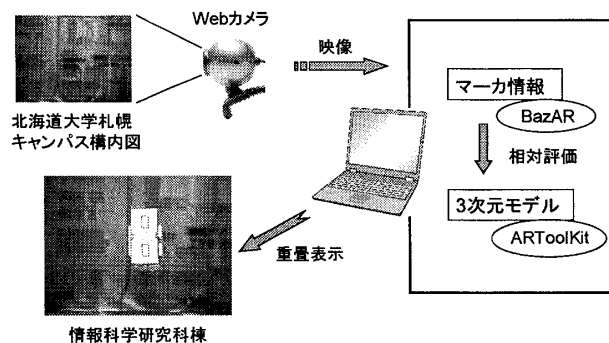 Webカメラ
映像
北海道大学札幌
キャンパス構内図
マーカ情報
BazAR
相対評価
3次元モデル
ARToolKit
重畳表示
情報科学研究科棟